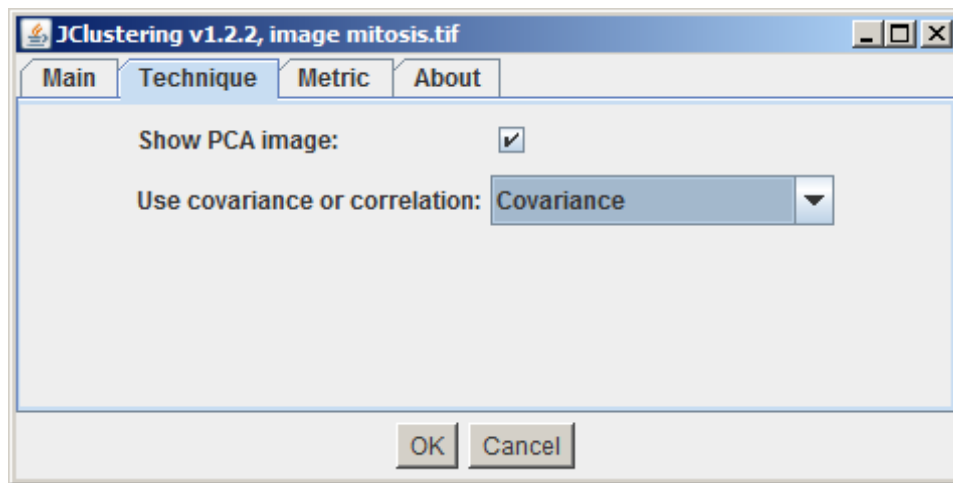 JClustering v1.2.2, image mitosis.tif
Main Technique Metric About
Show PCA image:
Use covariance or correlation: Covariance
OK Cancel